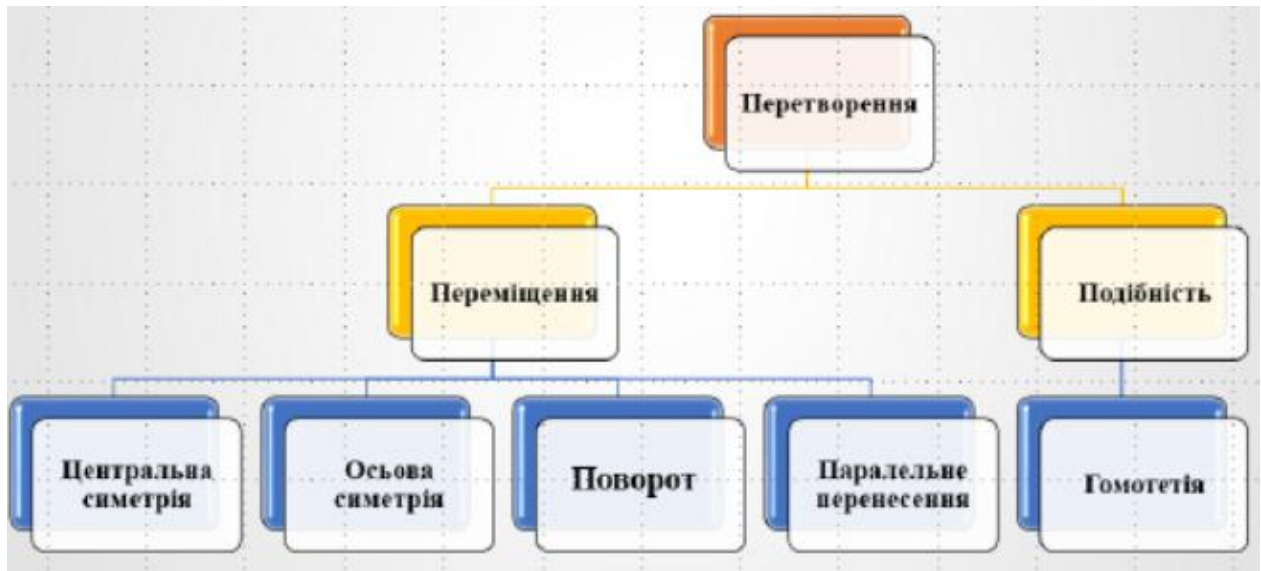 Перетворення
Переміщення
Подібність
Центральна
симетрія
Осьова
симетрія
Поворот
Паралельне
перенесення
Гомотетія